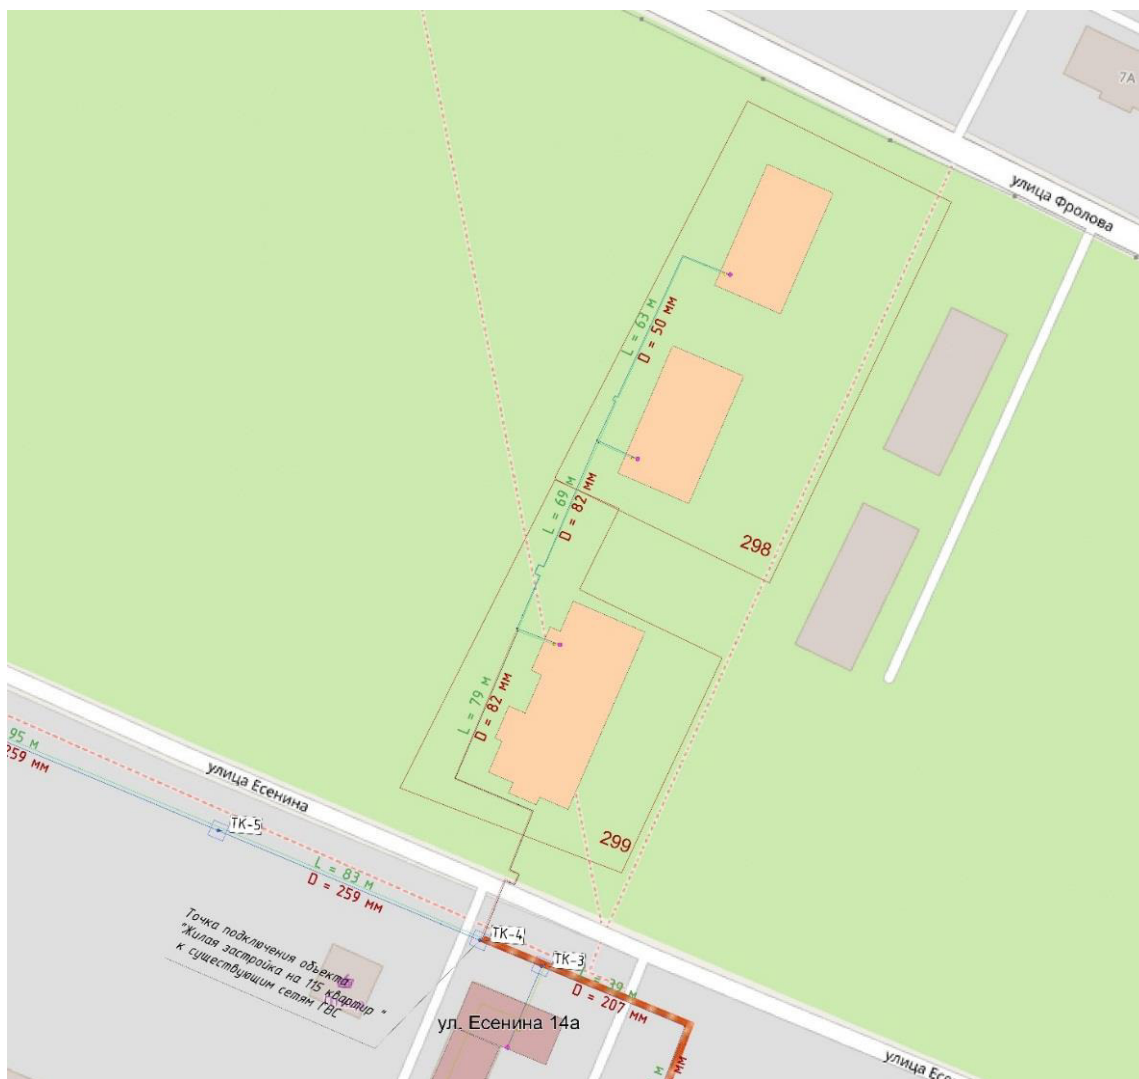 7А
улица Фролова
L = 63 м
D = 50 мм
L = 69 м
D = 82 мм
298
L = 79 м
D = 82 мм
95 м
259 мм
улица Есенина
299
ТК-5
L = 83 м
D = 259 мм
Точка подключения объекта
"Жилая застройка на 115 квартир "
к существующим сетям ГВС
ТК-4
ТК-3
L = 39 м
D = 207 мм
ул. Есенина 14а
улица Есе
м
мм